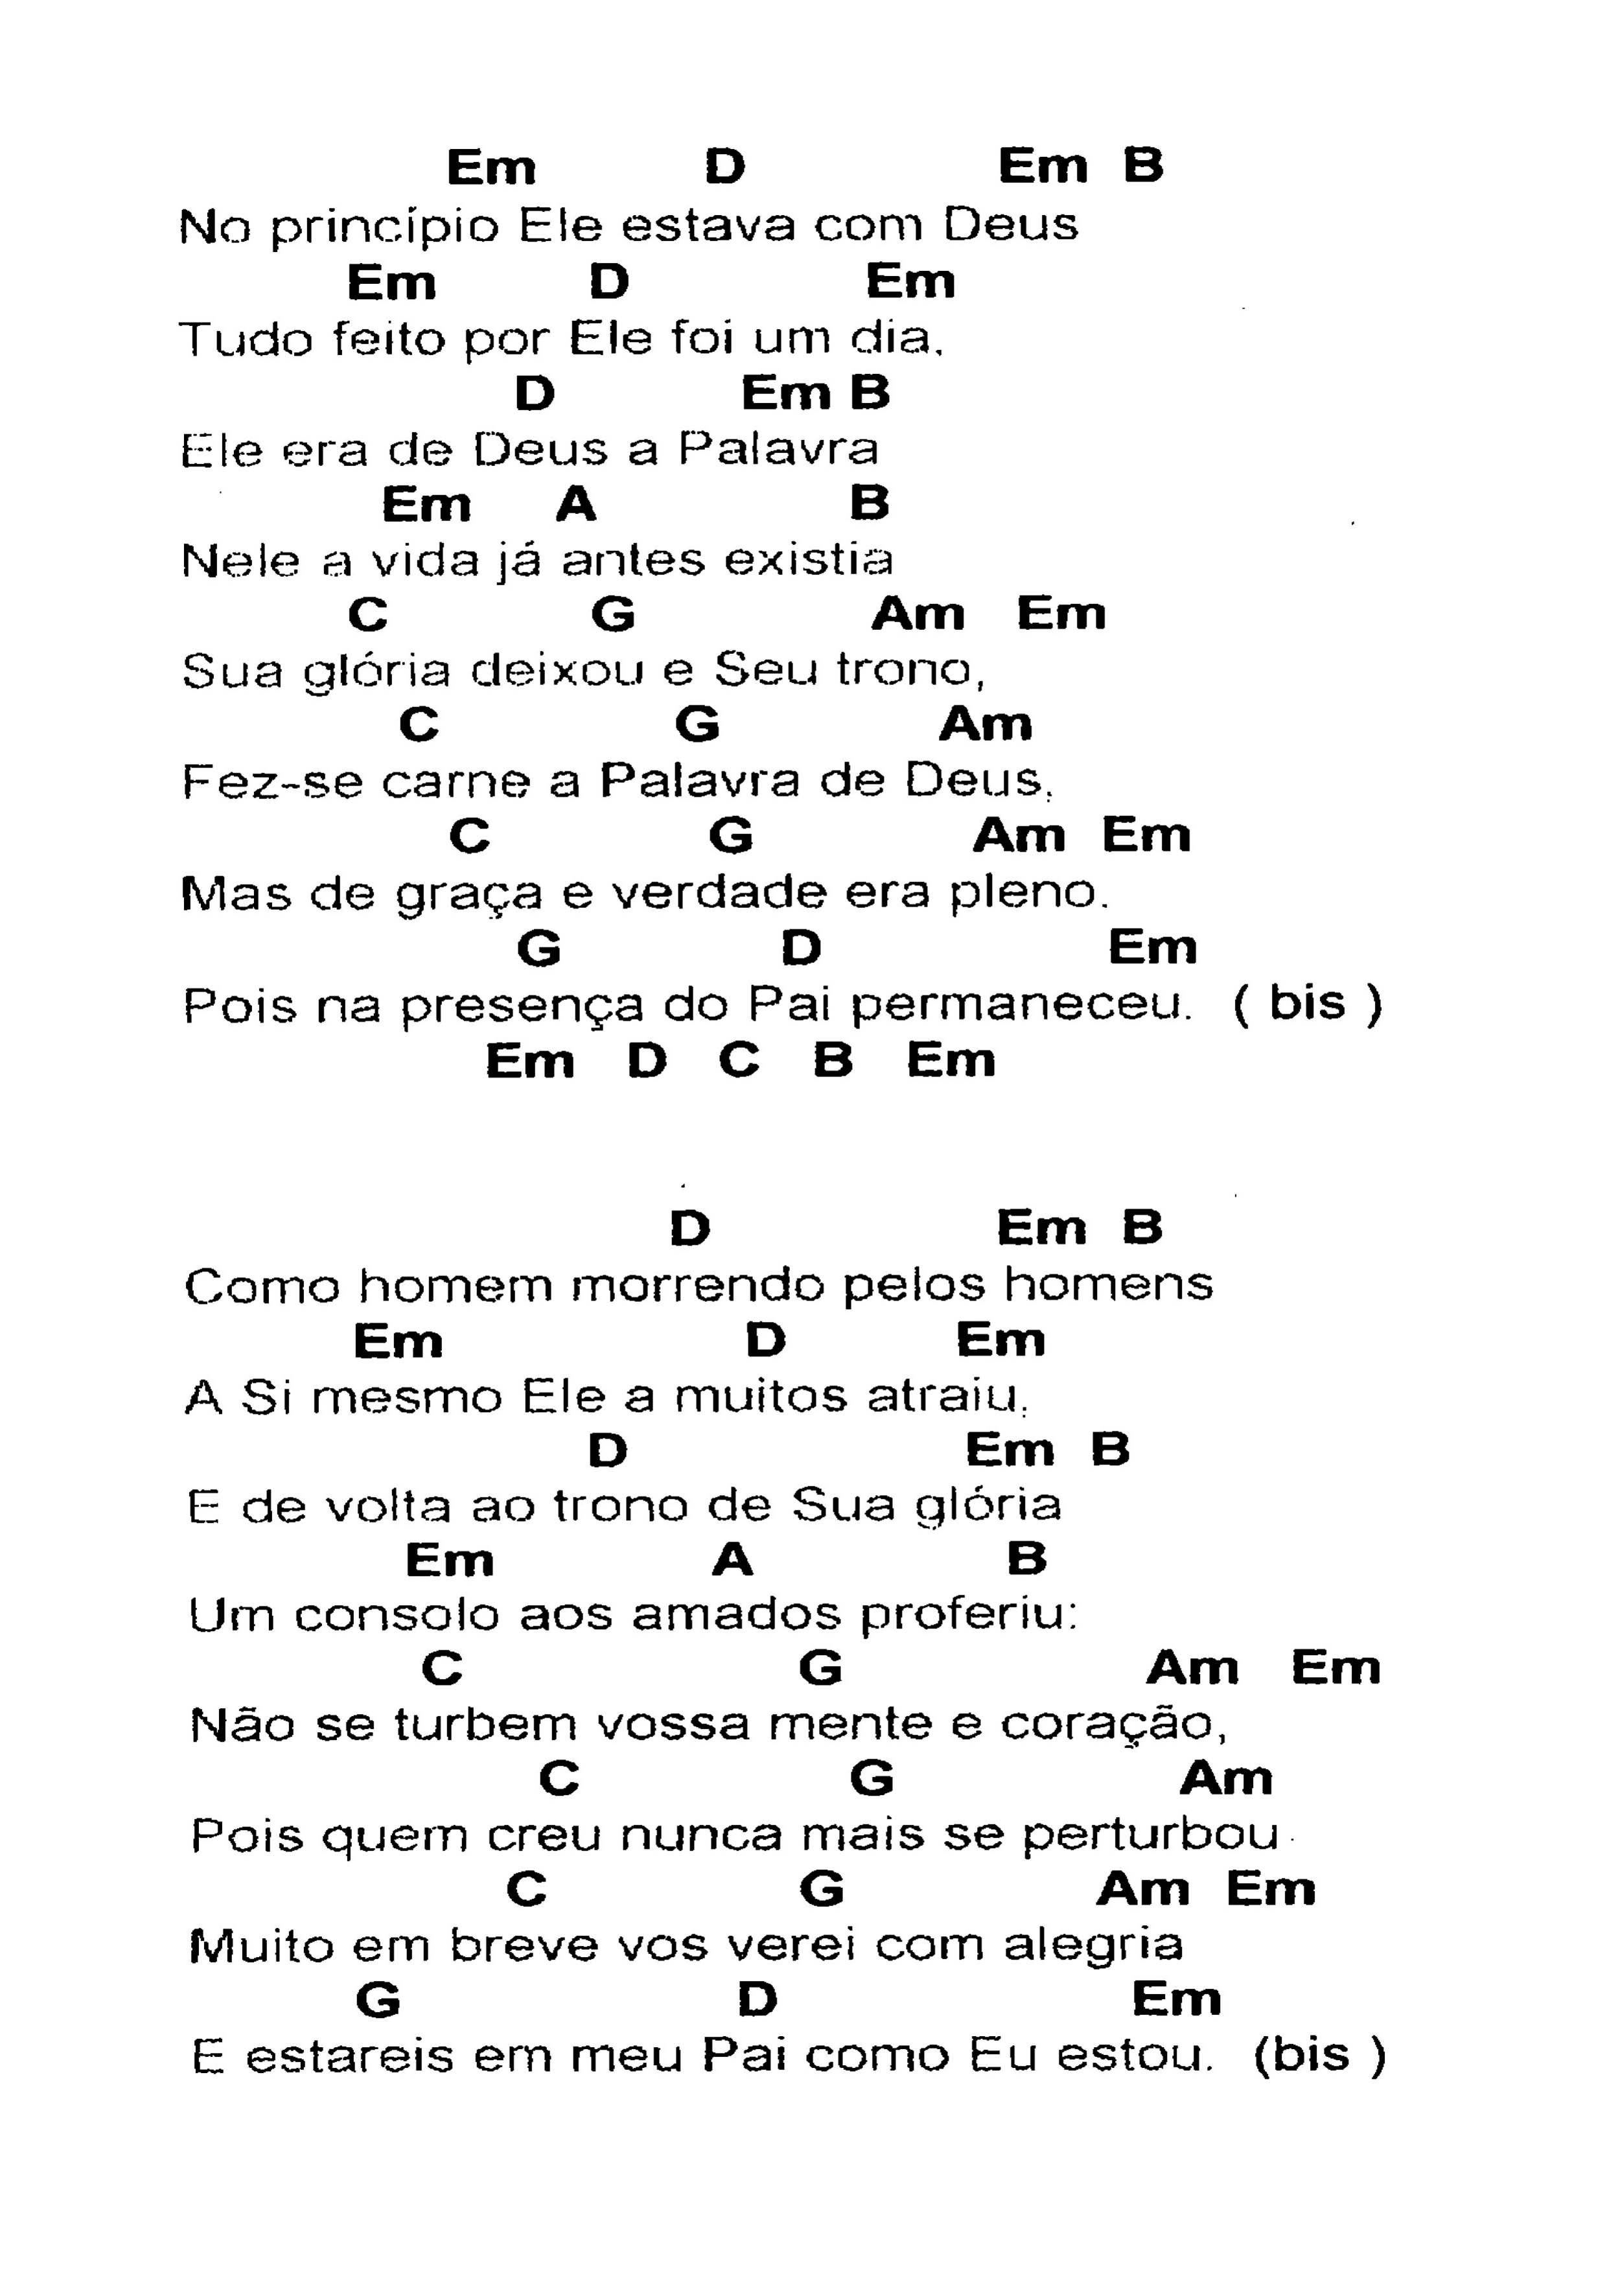 Em D Em B
No princípio Ele estava com Deus
Em D Em
Tudo feito por Ele foi um dia,
D Em B
Ele era de Deus a Palavra
Em A B
Nele a vida já antes existia
C G Am Em
Sua glória deixou e Seu trono,
C G Am
Fez-se carne a Palavra de Deus,
C G Am Em
Mas de graça e verdade era pleno.
G D Em
Pois na presença do Pai permaneceu. ( bis )
Em D C B Em
D Em B
Como homem morrendo pelos homens
Em D Em
A Si mesmo Ele a muitos atraiu,
D Em B
E de volta ao trono de Sua glória
Em A B
Um consolo aos amados proferiu:
C G Am Em
Não se turbem vossa mente e coração,
C G Am
Pois quem creu nunca mais se perturbou
C G Am Em
Muito em breve vos verei com alegria
G D Em
E estareis em meu Pai como Eu estou. (bis )